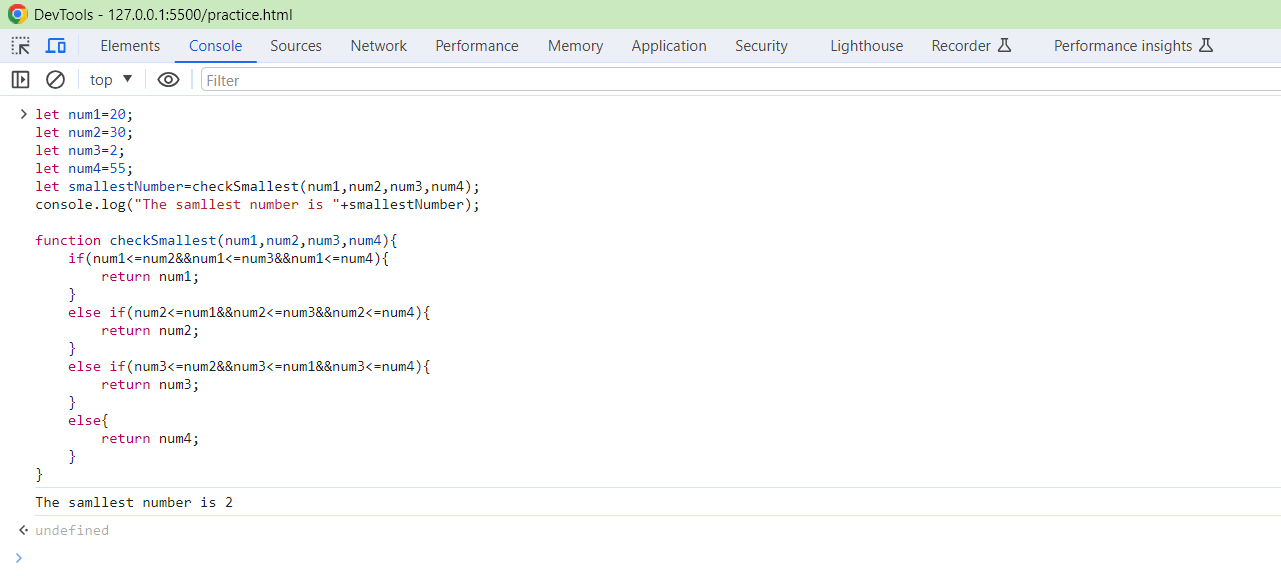 DevTools - 127.0.0.1:5500/practice.html
Elements Console Sources Network Performance Memory Application Security Lighthouse Recorder Performance insights
top Filter
let num1=20;
let num2=30;
let num3=2;
let num4=55;
let smallestNumber=checkSmallest(num1,num2,num3,num4);
console.log("The samllest number is "+smallestNumber);
function checkSmallest(num1,num2,num3,num4){
    if(num1<=num2&&num1<=num3&&num1<=num4){
        return num1;
    }
    else if(num2<=num1&&num2<=num3&&num2<=num4){
        return num2;
    }
    else if(num3<=num2&&num3<=num1&&num3<=num4){
        return num3;
    }
    else{
        return num4;
    }
}
The samllest number is 2
undefined